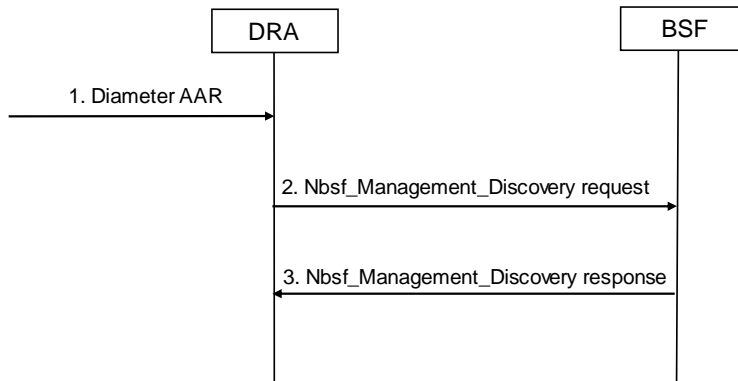 DRA
BSF
1. Diameter AAR
2. Nbsf_Management_Discovery request
3. Nbsf_Management_Discovery response